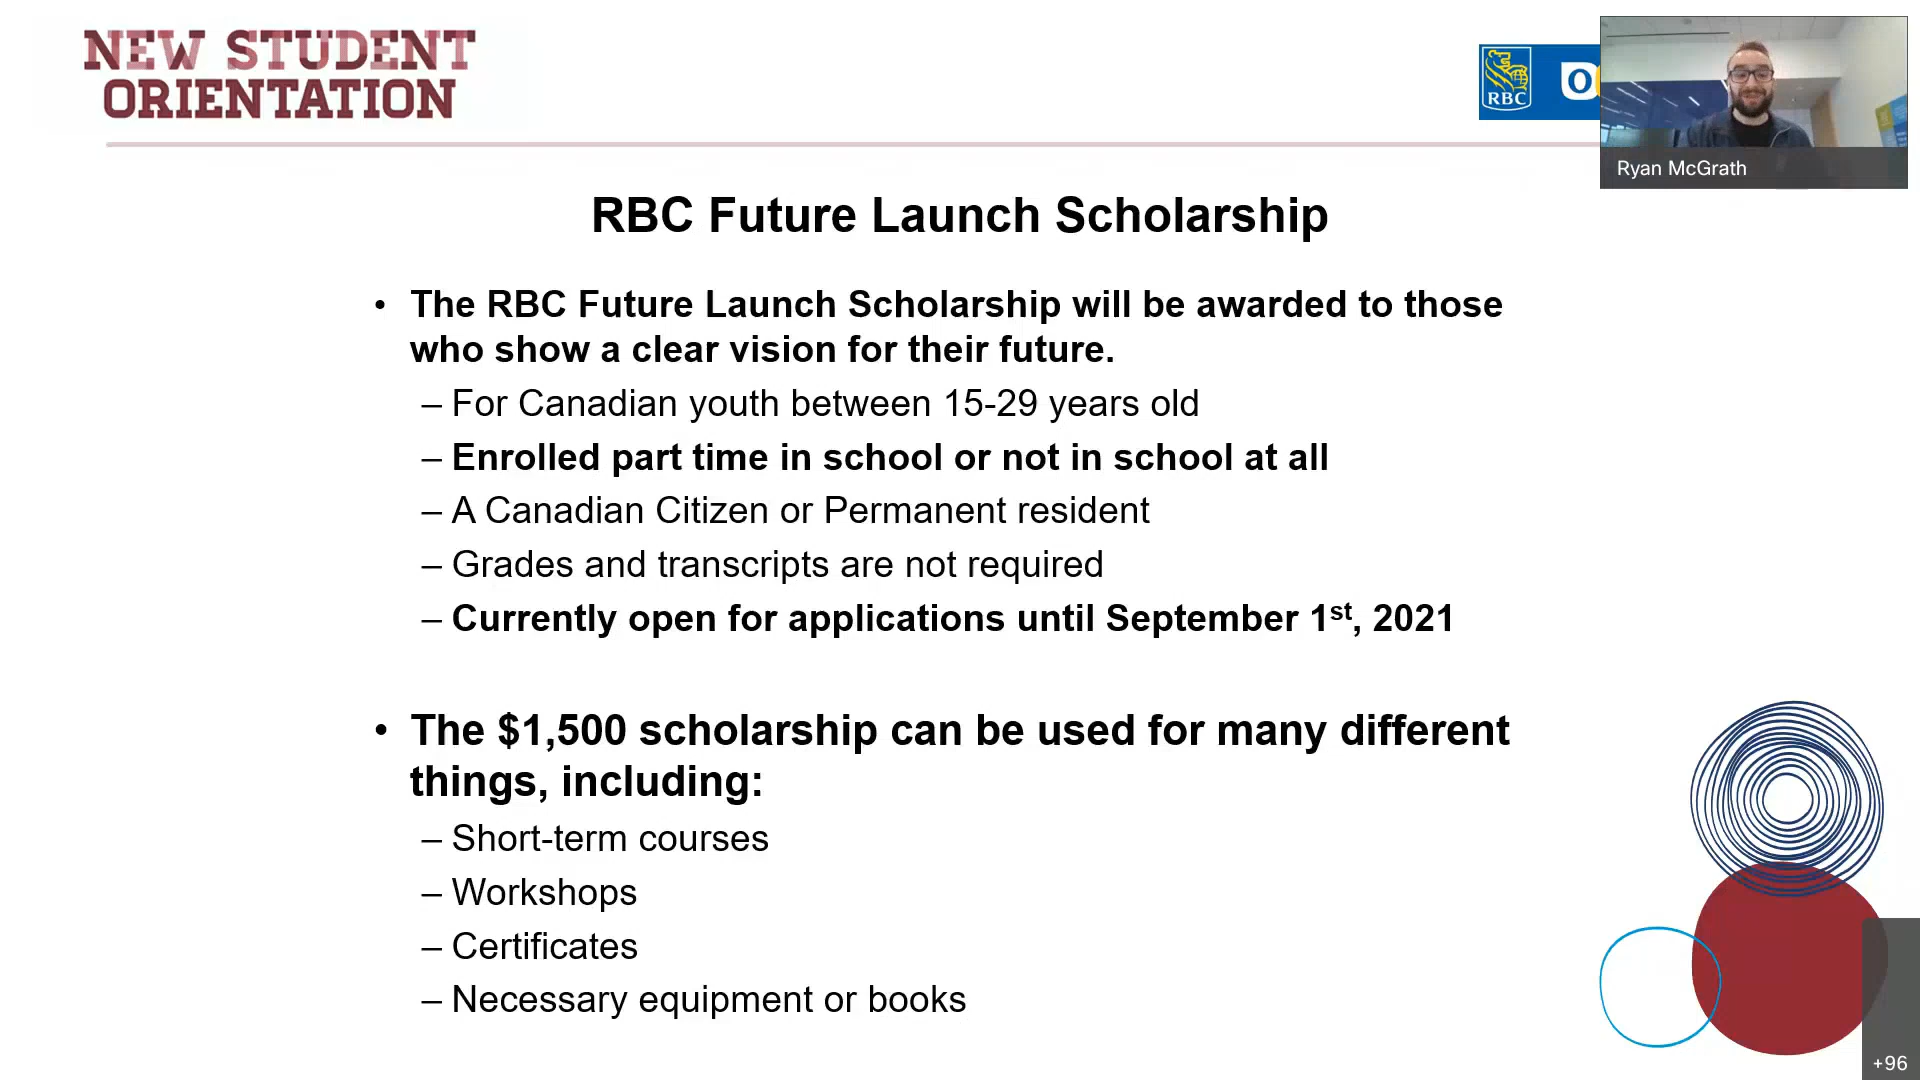 NEW STUDENT
ORIENTATION
RBC
O
Ryan McGrath
RBC Future Launch Scholarship
• The RBC Future Launch Scholarship will be awarded to those
who show a clear vision for their future.
– For Canadian youth between 15-29 years old
– Enrolled part time in school or not in school at all
– A Canadian Citizen or Permanent resident
– Grades and transcripts are not required
– Currently open for applications until September 1st, 2021
• The $1,500 scholarship can be used for many different
things, including:
– Short-term courses
– Workshops
– Certificates
– Necessary equipment or books
+96